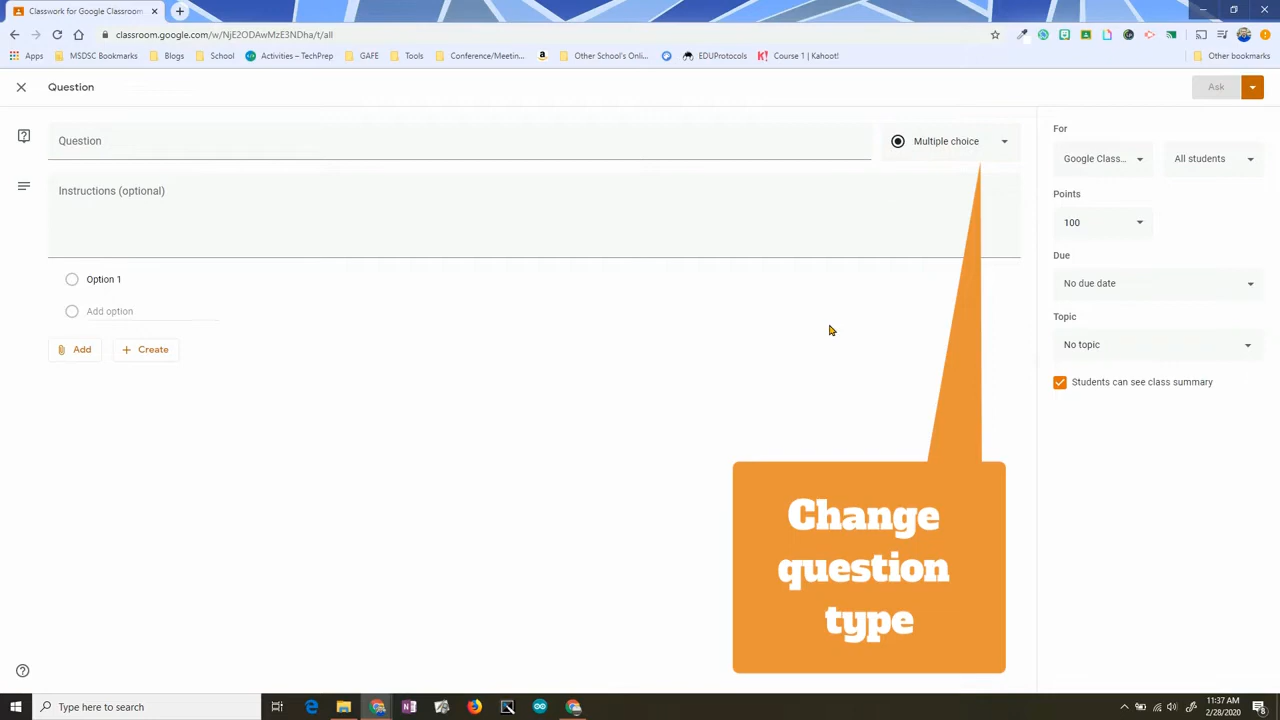 Classwork for Google Classroom
classroom.google.com/w/NjE2ODAwMzE3NDha/t/all
Apps MSDSC Bookmarks Blogs School Activities – TechPrep GAFE Tools Conference/Meetin... Other School's Onli... EDUProtocols Course 1 | Kahoot! Other bookmarks
Question Ask
Question
Multiple choice
Instructions (optional)
Option 1
Add option
Add Create
For
Google Class... All students
Points
100
Due
No due date
Topic
No topic
Students can see class summary
Change
question
type
Type here to search
11:37 AM
2/28/2020